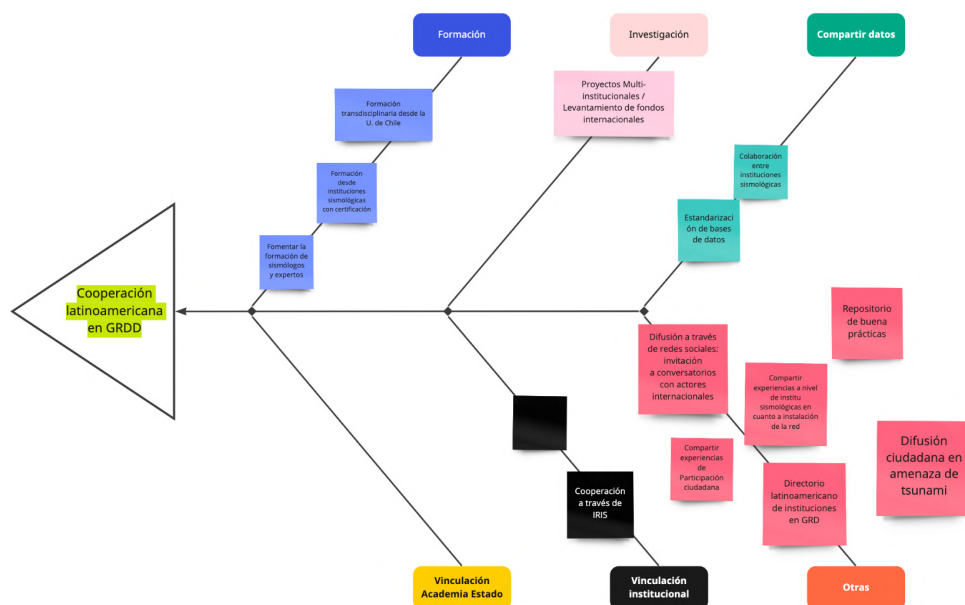 Formación
Investigación
Compartir datos
Formación
transdisciplinaria desde la
U. de Chile
Proyectos Multi-
institucionales /
Levantamiento de fondos
internacionales
Formación
desde
instituciones
sismológicas
con certificación
Colaboración
entre
instituciones
sismológicas
Fomentar la
formación de
sismólogos
y expertos
Estandarizaci
ón de bases
de datos
Cooperación
latinoamericana
en GRDD
Repositorio
de buena
prácticas
Difusión a través
de redes sociales:
invitación
a conversatorios
con actores
internacionales
Compartir
experiencias a nivel
de institu
sismológicas en
cuanto a instalación
de la red
Compartir
experiencias
de
Participación
ciudadana
Difusión
ciudadana en
amenaza de
tsunami
Cooperación
a través de
IRIS
Directorio
latinoamericano
de instituciones
en GRD
Vinculación
Academia Estado
Vinculación
institucional
Otras